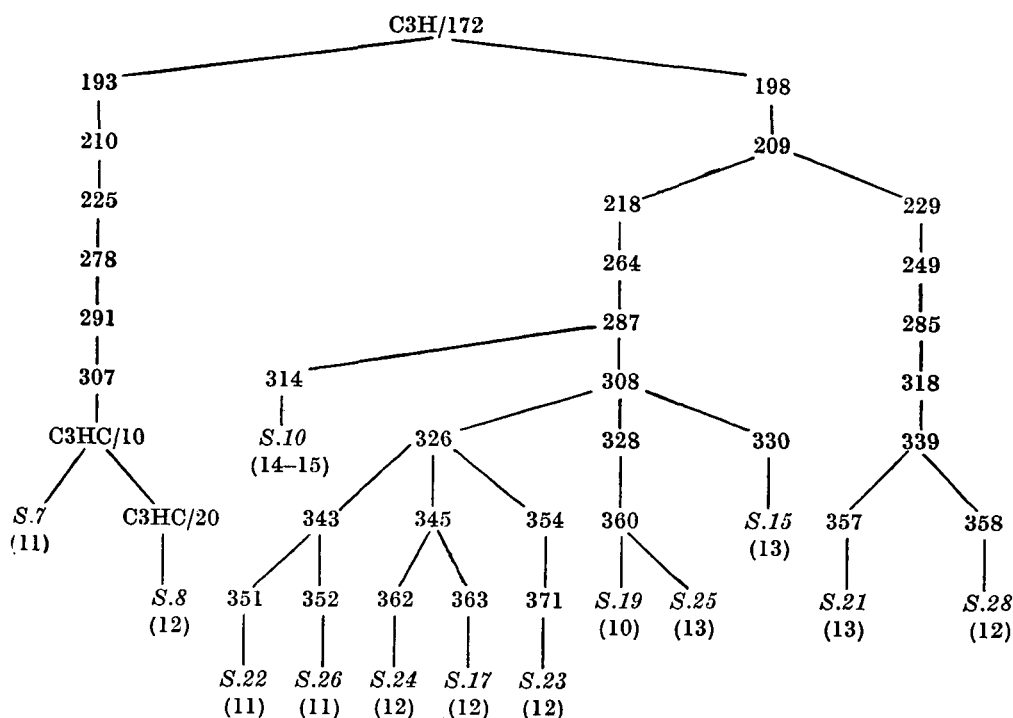 C3H/172
193 198
210 209
225 218 229
278 264 249
291 287 285
307 314 308 318
C3HC/10 S.10 326 328 330 339
(14–15)
S.7 C3HC/20 343 345 354 360 S.15 357 358
(11) (13)
S.8 351 352 362 363 371 S.19 S.25 S.21 S.28
(12) (10) (13) (13) (12)
S.22 S.26 S.24 S.17 S.23
(11) (11) (12) (12) (12)